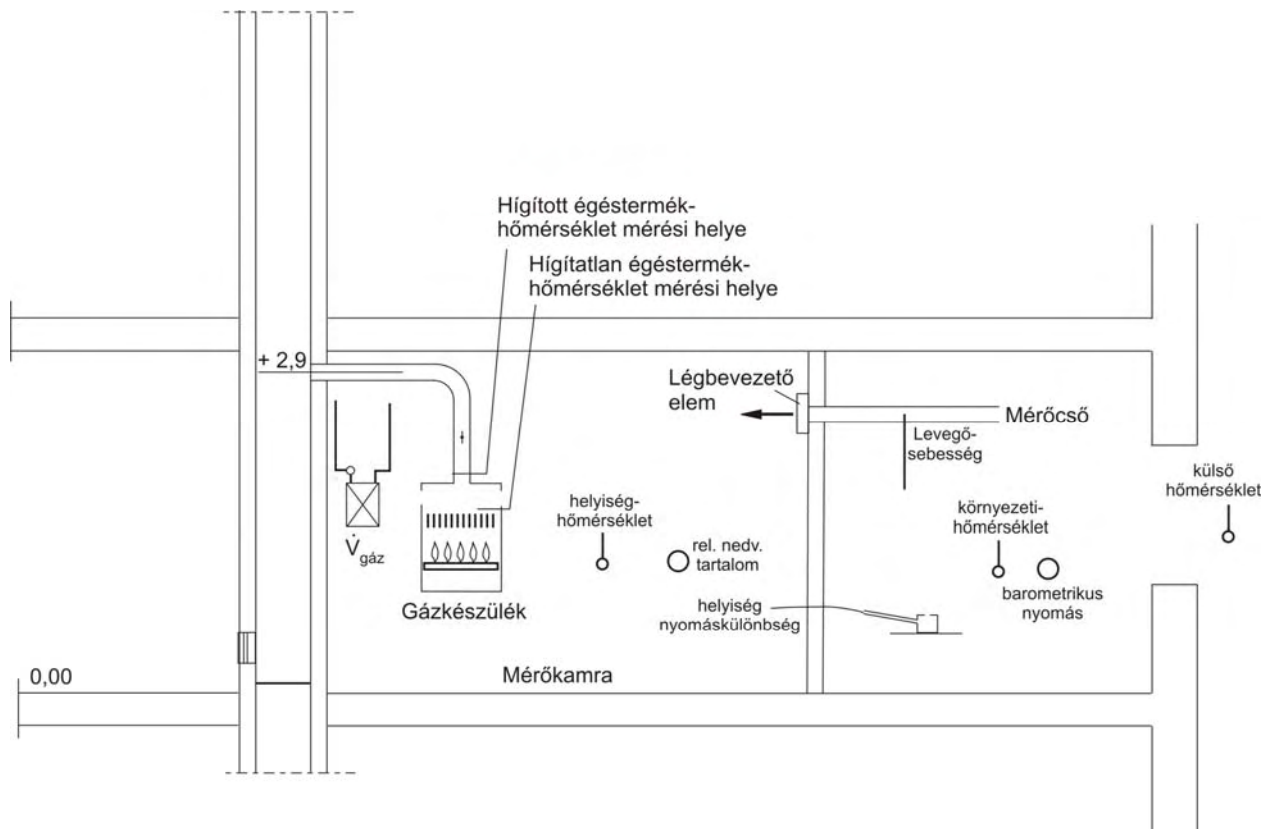 Hígított égéstermék-
hőmérséklet mérési helye
Hígítatlan égéstermék-
hőmérséklet mérési helye
+ 2,9
Légbevezető
elem
Mérőcső
Levegő-
sebesség
külső
hőmérséklet
helyiség-
hőmérséklet
környezeti-
hőmérséklet
rel. nedv.
tartalom
V̇gáz
Gázkészülék
helyiség
nyomáskülönbség
barometrikus
nyomás
0,00
Mérőkamra